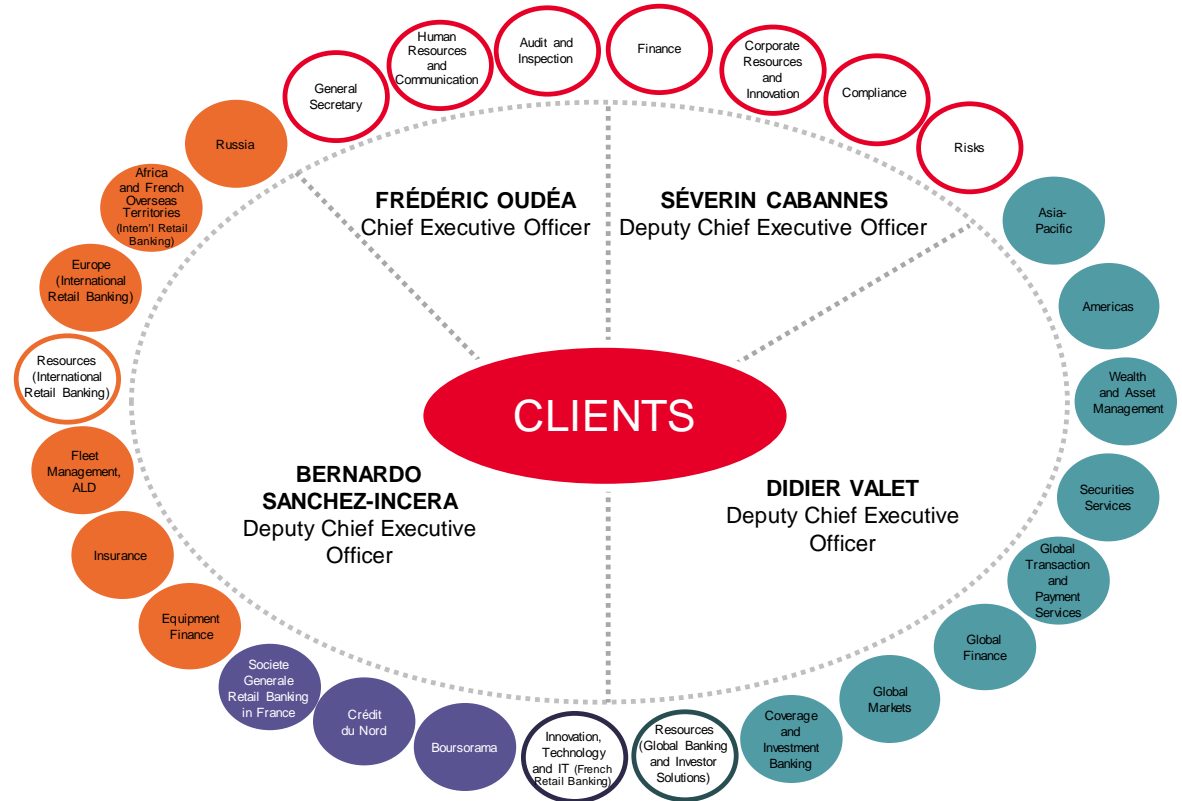 Human
Resources
and
Communication
Audit and
Inspection
Finance
Corporate
Resources
and
Innovation
General
Secretary
Compliance
Risks
Russia
Africa
and French
Overseas
Territories
(Intern'l Retail
Banking)
Europe
(International
Retail Banking)
Resources
(International
Retail Banking)
Fleet
Management,
ALD
Insurance
Equipment
Finance
Societe
Generale
Retail Banking
in France
Crédit
du Nord
Boursorama
Innovation,
Technology
and IT (French
Retail Banking)
Resources
(Global Banking
and Investor
Solutions)
Coverage
and
Investment
Banking
Global
Markets
Global
Finance
Global
Transaction
and
Payment
Services
Securities
Services
Wealth
and Asset
Management
Americas
Asia-
Pacific
FRÉDÉRIC OUDÉA
Chief Executive Officer
SÉVERIN CABANNES
Deputy Chief Executive Officer
CLIENTS
BERNARDO
SANCHEZ-INCERA
Deputy Chief Executive
Officer
DIDIER VALET
Deputy Chief Executive
Officer